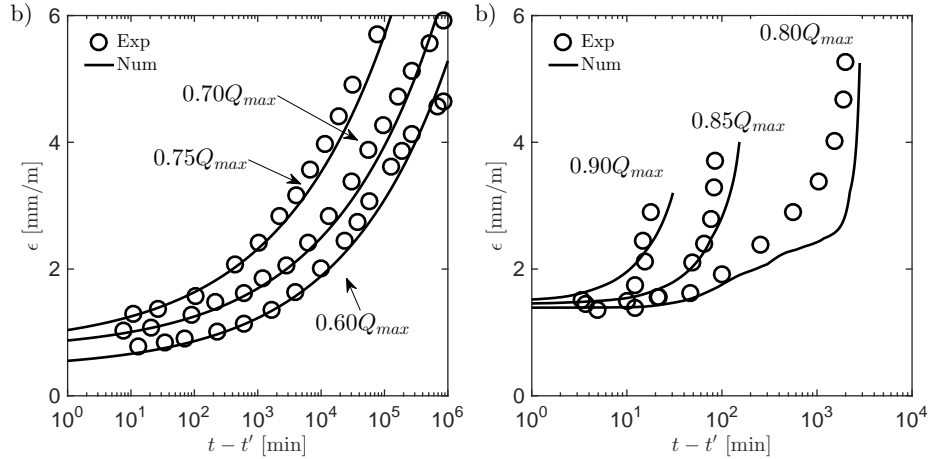 b)
6
4
2
0
ϵ [mm/m]
Exp
Num
0.70Q_max
0.75Q_max
0.60Q_max
10^0 10^1 10^2 10^3 10^4 10^5 10^6
t − t′ [min]
b)
6
4
2
0
ϵ [mm/m]
Exp
Num
0.80Q_max
0.85Q_max
0.90Q_max
10^0 10^1 10^2 10^3 10^4
t − t′ [min]